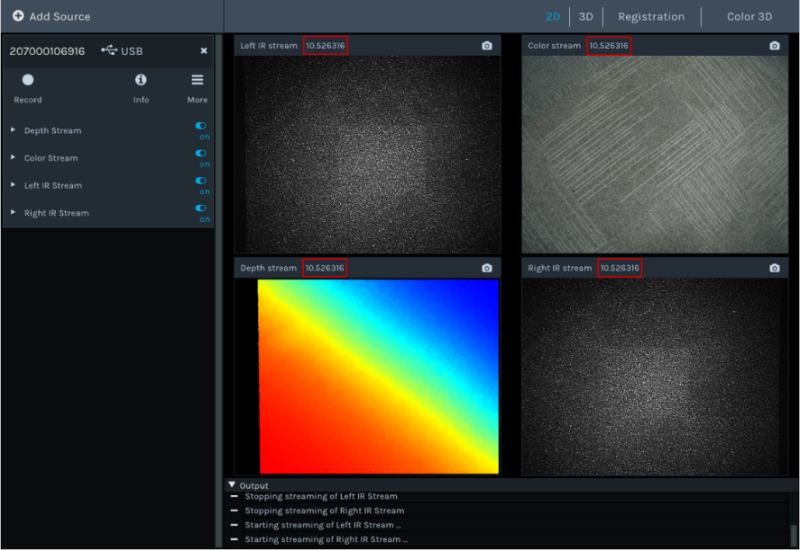 Add Source
2D 3D Registration Color 3D
207000106916 USB ×
Record Info More
Depth Stream on
Color Stream on
Left IR Stream on
Right IR Stream on
Left IR stream 10.526316
Color stream 10.526316
Depth stream 10.526316
Right IR stream 10.526316
Output
Stopping streaming of Left IR Stream
Stopping streaming of Right IR Stream
Starting streaming of Left IR Stream ...
Starting streaming of Right IR Stream ...